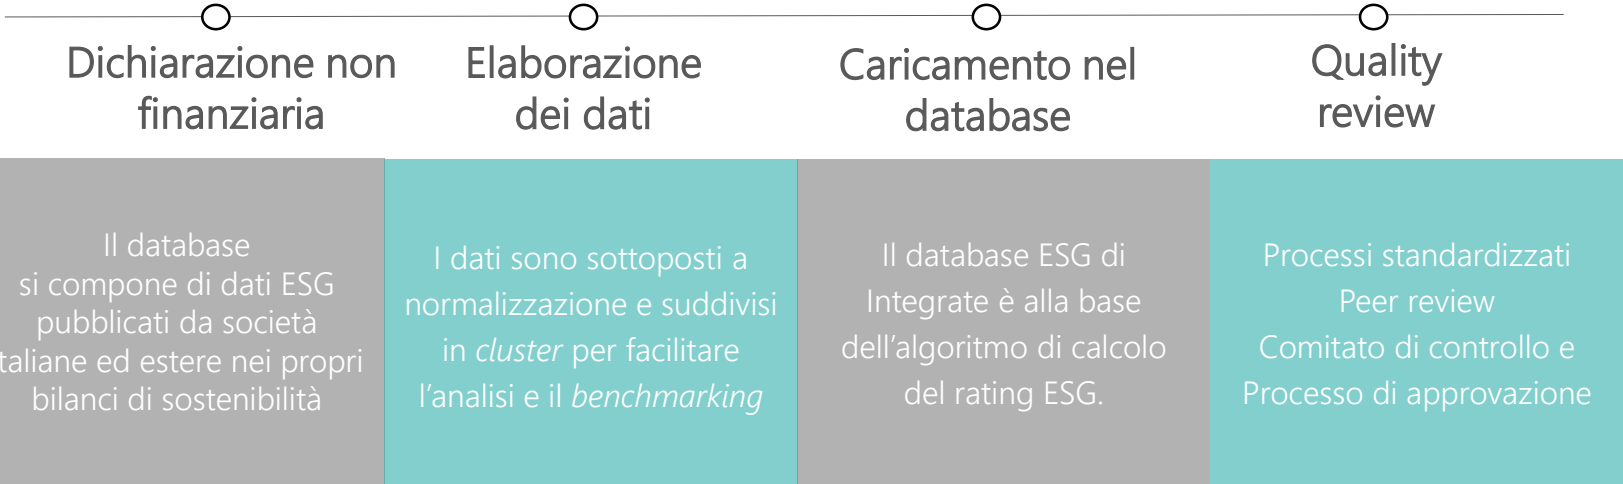 Dichiarazione non
finanziaria
Elaborazione
dei dati
Caricamento nel
database
Quality
review
Il database
si compone di dati ESG
pubblicati da società
taliane ed estere nei propri
bilanci di sostenibilità
I dati sono sottoposti a
normalizzazione e suddivisi
in cluster per facilitare
l’analisi e il benchmarking
Il database ESG di
Integrate è alla base
dell’algoritmo di calcolo
del rating ESG.
Processi standardizzati
Peer review
Comitato di controllo e
Processo di approvazione